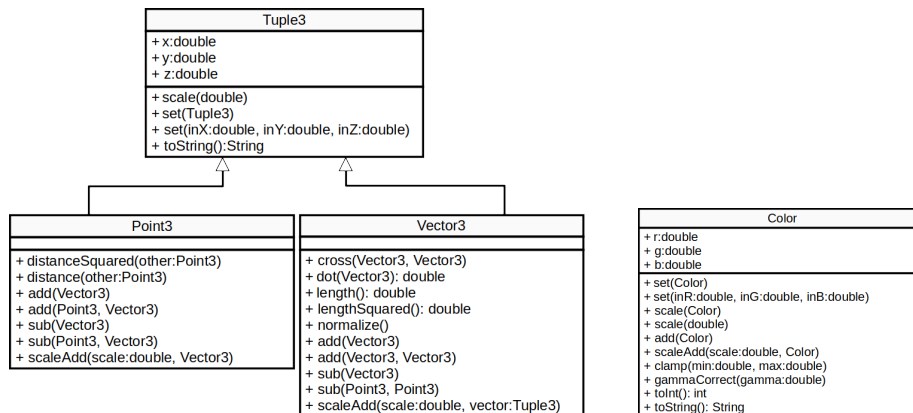 Tuple3
+ x:double
+ y:double
+ z:double
+ scale(double)
+ set(Tuple3)
+ set(inX:double, inY:double, inZ:double)
+ toString():String
Point3
+ distanceSquared(other:Point3)
+ distance(other:Point3)
+ add(Vector3)
+ add(Point3, Vector3)
+ sub(Vector3)
+ sub(Point3, Vector3)
+ scaleAdd(scale:double, Vector3)
Vector3
+ cross(Vector3, Vector3)
+ dot(Vector3): double
+ length(): double
+ lengthSquared(): double
+ normalize()
+ add(Vector3)
+ add(Vector3, Vector3)
+ sub(Vector3)
+ sub(Point3, Point3)
+ scaleAdd(scale:double, vector:Tuple3)
Color
+ r:double
+ g:double
+ b:double
+ set(Color)
+ set(inR:double, inG:double, inB:double)
+ scale(Color)
+ scale(double)
+ add(Color)
+ scaleAdd(scale:double, Color)
+ clamp(min:double, max:double)
+ gammaCorrect(gamma:double)
+ toInt(): int
+ toString(): String